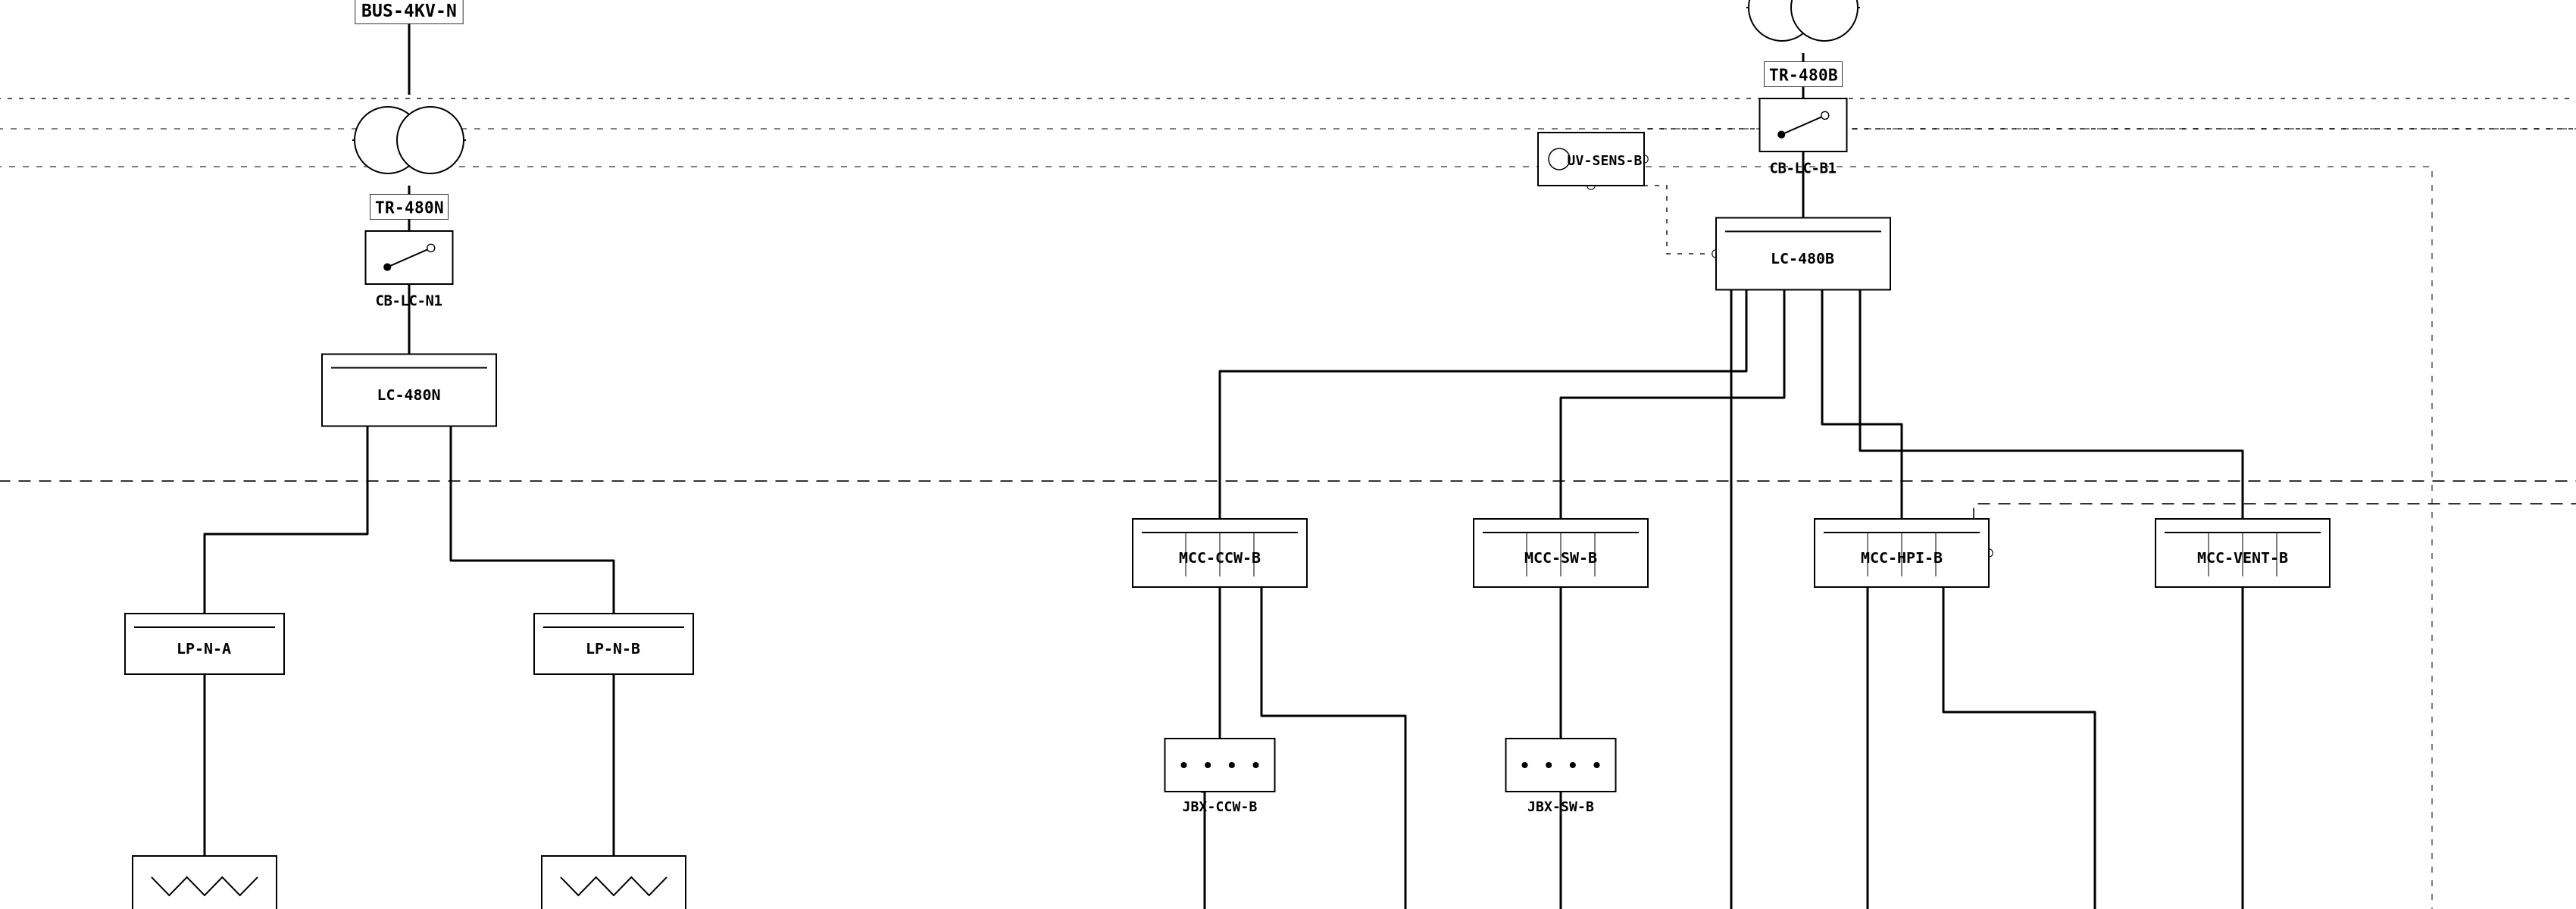 BUS-4KV-N
TR-480B
UV-SENS-B
CB-LC-B1
TR-480N
LC-480B
CB-LC-N1
LC-480N
MCC-CCW-B
MCC-SW-B
MCC-HPI-B
MCC-VENT-B
LP-N-A
LP-N-B
JBX-CCW-B
JBX-SW-B